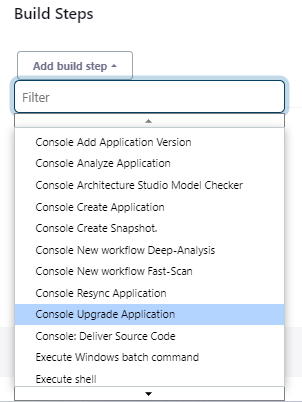 Build Steps
Add build step
Filter
Console Add Application Version
Console Analyze Application
Console Architecture Studio Model Checker
Console Create Application
Console Create Snapshot.
Console New workflow Deep-Analysis
Console New workflow Fast-Scan
Console Resync Application
Console Upgrade Application
Console: Deliver Source Code
Execute Windows batch command
Execute shell